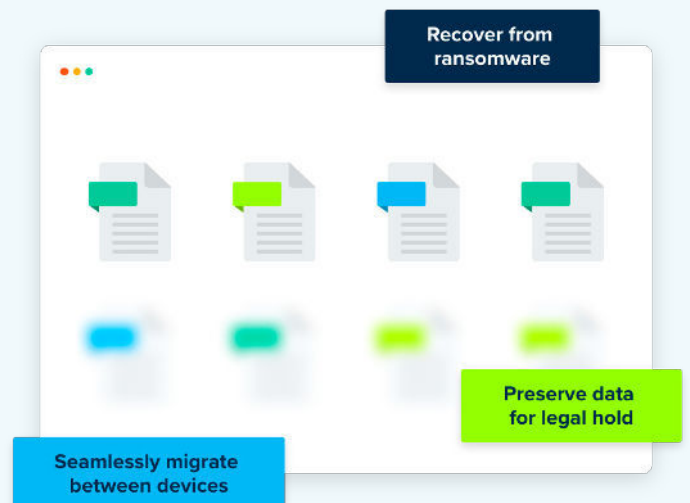 Recover from
ransomware
Preserve data
for legal hold
Seamlessly migrate
between devices